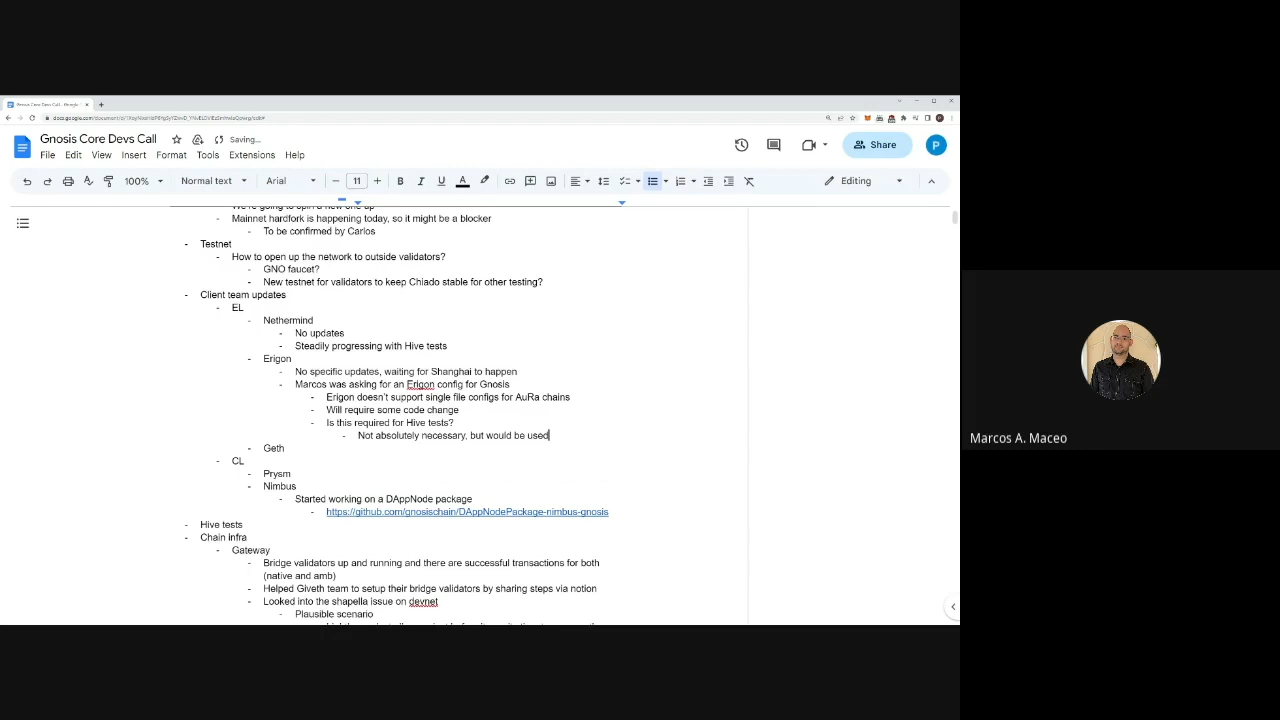 Gnosis Core Devs Call
Saving...
File Edit View Insert Format Tools Extensions Help
Share
P
100% Normal text Arial 11 Editing
Mainnet hardfork is happening today, so it might be a blocker
- To be confirmed by Carlos
- Testnet
- How to open up the network to outside validators?
- GNO faucet?
- New testnet for validators to keep Chiado stable for other testing?
- Client team updates
- EL
- Nethermind
- No updates
- Steadily progressing with Hive tests
- Erigon
- No specific updates, waiting for Shanghai to happen
- Marcos was asking for an Erigon config for Gnosis
- Erigon doesn't support single file configs for AuRa chains
- Will require some code change
- Is this required for Hive tests?
- Not absolutely necessary, but would be used
- Geth
- CL
- Prysm
- Nimbus
- Started working on a DAppNode package
- https://github.com/gnosischain/DAppNodePackage-nimbus-gnosis
- Hive tests
- Chain infra
- Gateway
- Bridge validators up and running and there are successful transactions for both
(native and amb)
- Helped Giveth team to setup their bridge validators by sharing steps via notion
- Looked into the shapella issue on devnet
- Plausible scenario
Marcos A. Maceo